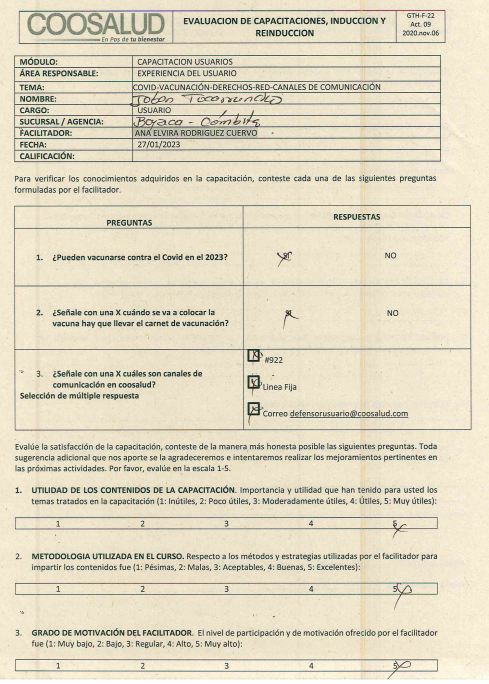 COOSALUD
En Pos de tu bienestar
EVALUACION DE CAPACITACIONES, INDUCCION Y REINDUCCION
GTH-F-22
Act. 09
2020.nov.06
MÓDULO: CAPACITACION USUARIOS
ÁREA RESPONSABLE: EXPERIENCIA DEL USUARIO
TEMA: COVID-VACUNACIÓN-DERECHOS-RED-CANALES DE COMUNICACIÓN
NOMBRE:
CARGO: USUARIO
SUCURSAL / AGENCIA: Boyaca - Combita
FACILITADOR: ANA ELVIRA RODRIGUEZ CUERVO
FECHA: 27/01/2023
CALIFICACIÓN:
Para verificar los conocimientos adquiridos en la capacitación, conteste cada una de las siguientes preguntas
formuladas por el facilitador.
PREGUNTAS RESPUESTAS
1. ¿Pueden vacunarse contra el Covid en el 2023? SI NO
2. ¿Señale con una X cuándo se va a colocar la
vacuna hay que llevar el carnet de vacunación? SI NO
3. ¿Señale con una X cuáles son canales de
comunicación en coosalud?
Selección de múltiple respuesta
#922
Linea Fija
Correo defensorusuario@coosalud.com
Evalúe la satisfacción de la capacitación, conteste de la manera más honesta posible las siguientes preguntas. Toda
sugerencia adicional que nos aporte se la agradeceremos e intentaremos realizar los mejoramientos pertinentes en
las próximas actividades. Por favor, evalúe en la escala 1-5.
1. UTILIDAD DE LOS CONTENIDOS DE LA CAPACITACIÓN. Importancia y utilidad que han tenido para usted los
temas tratados en la capacitación (1: Inútiles, 2: Poco útiles, 3: Moderadamente útiles, 4: Útiles, 5: Muy útiles):
1 2 3 4 5
2. METODOLOGIA UTILIZADA EN EL CURSO. Respecto a los métodos y estrategias utilizadas por el facilitador para
impartir los contenidos fue (1: Pésimas, 2: Malas, 3: Aceptables, 4: Buenas, 5: Excelentes):
1 2 3 4 5
3. GRADO DE MOTIVACIÓN DEL FACILITADOR. El nivel de participación y de motivación ofrecido por el facilitador
fue (1: Muy bajo, 2: Bajo, 3: Regular, 4: Alto, 5: Muy alto):
1 2 3 4 5